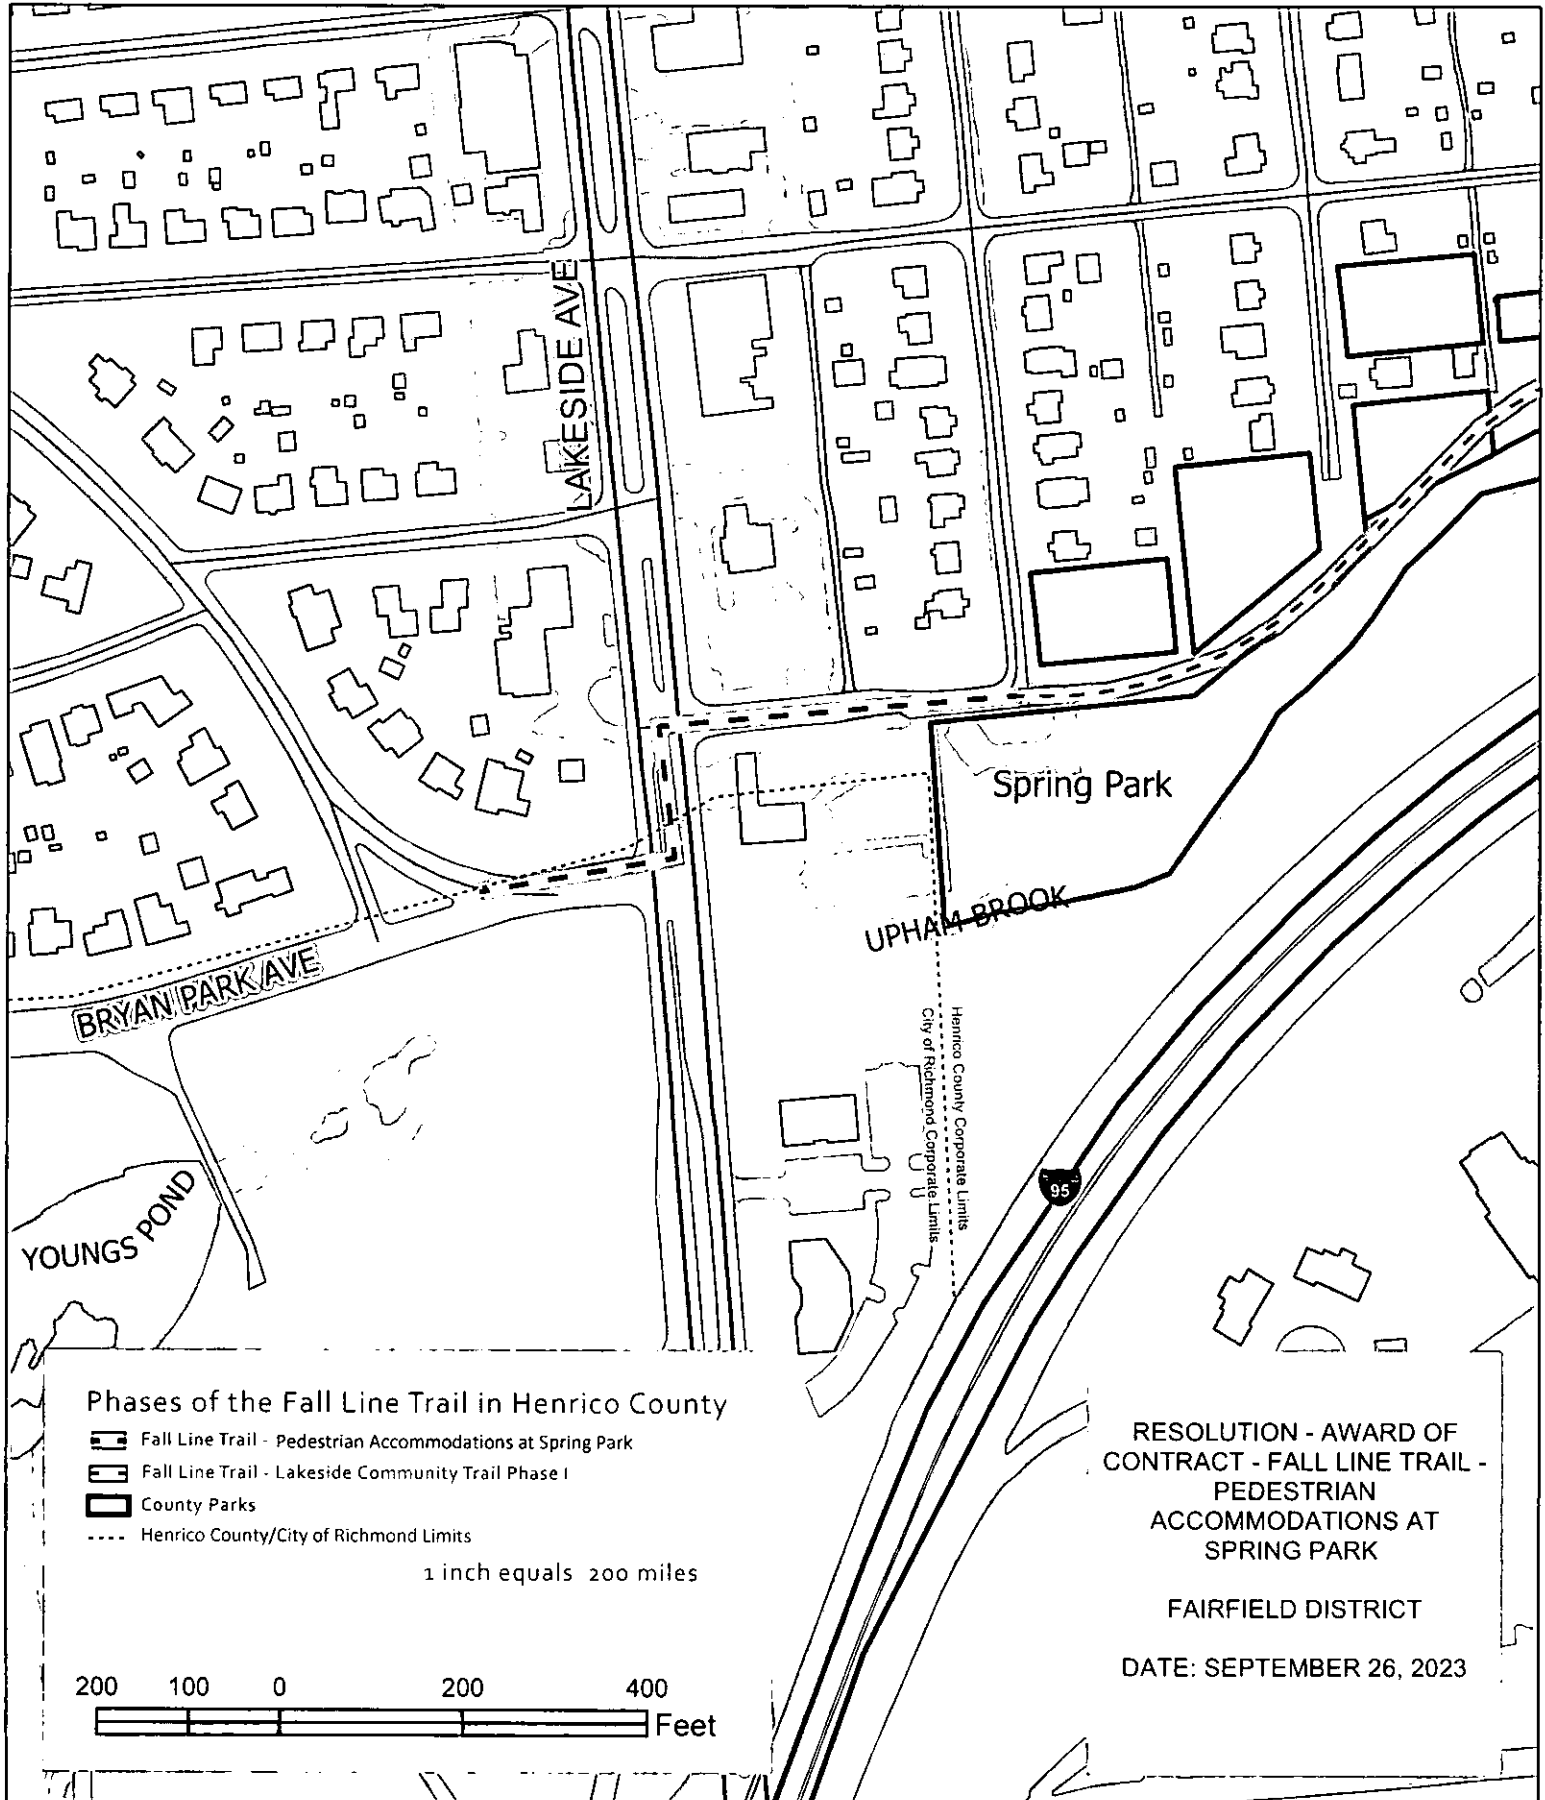 LAKESIDE AVE
Spring Park
UPHAM BROOK
BRYAN PARK AVE
Henrico County Corporate Limits
City of Richmond Corporate Limits
95
YOUNGS POND
Phases of the Fall Line Trail in Henrico County
Fall Line Trail - Pedestrian Accommodations at Spring Park
Fall Line Trail - Lakeside Community Trail Phase I
County Parks
Henrico County/City of Richmond Limits
1 inch equals 200 miles
200 100 0 200 400
Feet
RESOLUTION - AWARD OF
CONTRACT - FALL LINE TRAIL -
PEDESTRIAN
ACCOMMODATIONS AT
SPRING PARK
FAIRFIELD DISTRICT
DATE: SEPTEMBER 26, 2023